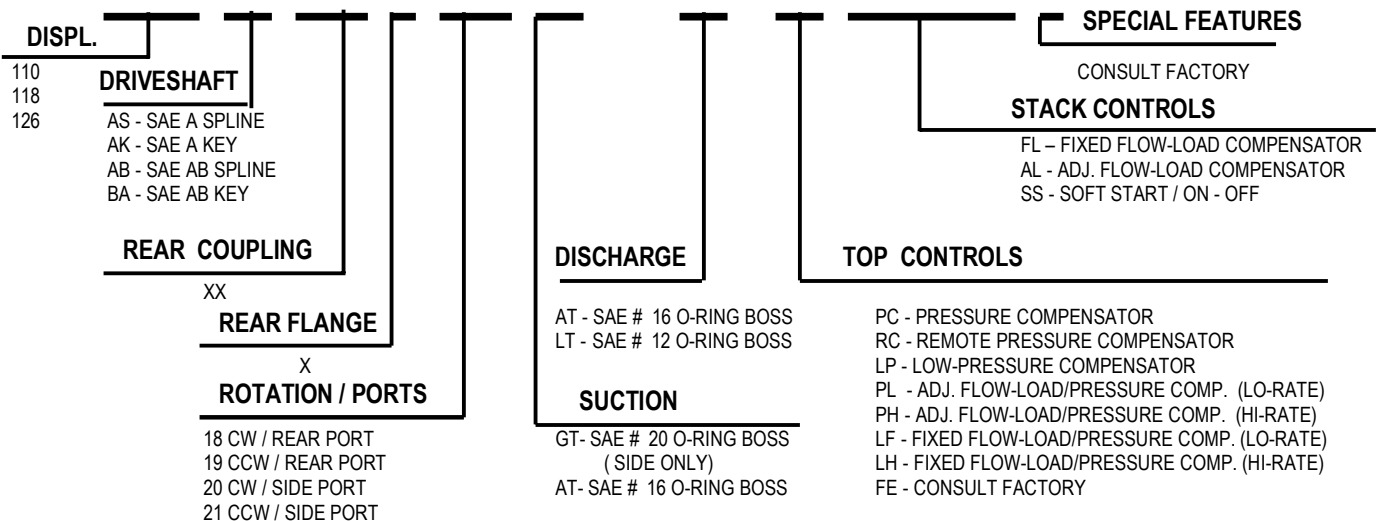 DISPL.
110
118
126
DRIVESHAFT
AS - SAE A SPLINE
AK - SAE A KEY
AB - SAE AB SPLINE
BA - SAE AB KEY
REAR COUPLING
XX
REAR FLANGE
X
ROTATION / PORTS
18 CW / REAR PORT
19 CCW / REAR PORT
20 CW / SIDE PORT
21 CCW / SIDE PORT
DISCHARGE
AT - SAE # 16 O-RING BOSS
LT - SAE # 12 O-RING BOSS
SUCTION
GT- SAE # 20 O-RING BOSS
( SIDE ONLY)
AT- SAE # 16 O-RING BOSS
SPECIAL FEATURES
CONSULT FACTORY
STACK CONTROLS
FL – FIXED FLOW-LOAD COMPENSATOR
AL - ADJ. FLOW-LOAD COMPENSATOR
SS - SOFT START / ON - OFF
TOP CONTROLS
PC - PRESSURE COMPENSATOR
RC - REMOTE PRESSURE COMPENSATOR
LP - LOW-PRESSURE COMPENSATOR
PL - ADJ. FLOW-LOAD/PRESSURE COMP. (LO-RATE)
PH - ADJ. FLOW-LOAD/PRESSURE COMP. (HI-RATE)
LF - FIXED FLOW-LOAD/PRESSURE COMP. (LO-RATE)
LH - FIXED FLOW-LOAD/PRESSURE COMP. (HI-RATE)
FE - CONSULT FACTORY